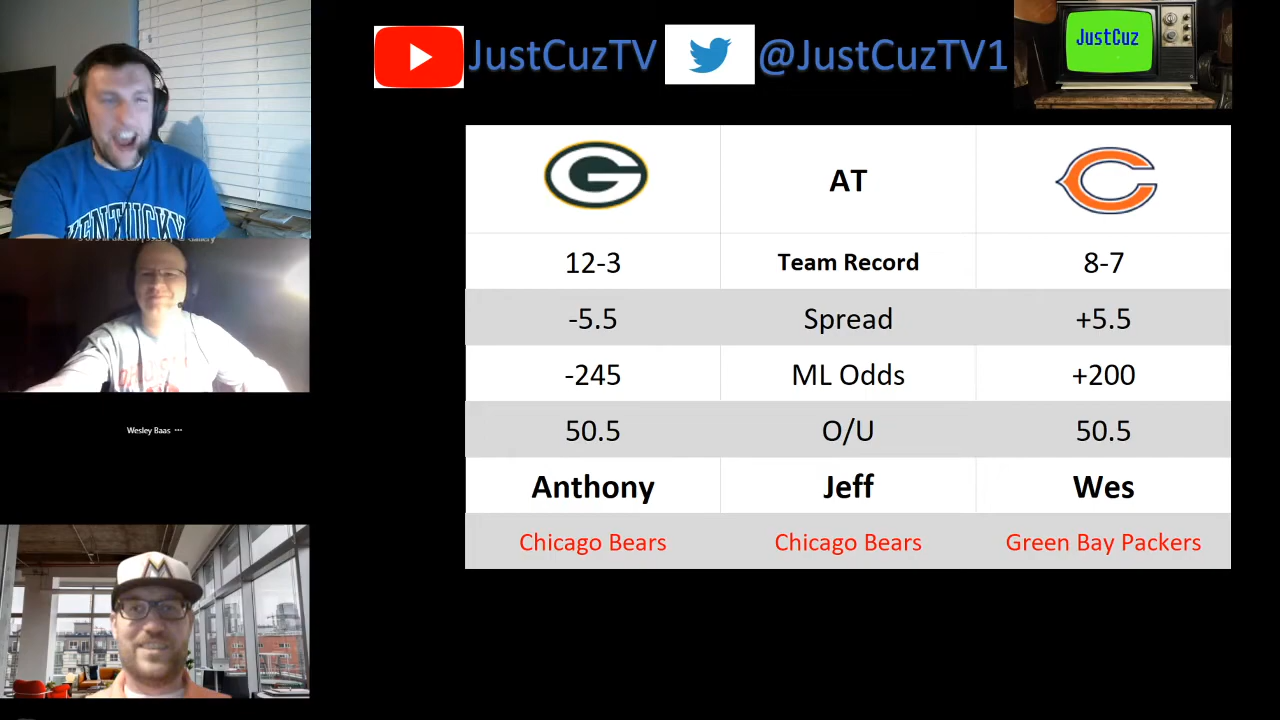 JustCuzTV @JustCuzTV1
JustCuz
G AT C
12-3 Team Record 8-7
-5.5 Spread +5.5
-245 ML Odds +200
50.5 O/U 50.5
Anthony Jeff Wes
Chicago Bears Chicago Bears Green Bay Packers
KENTUCKY
Wesley Baas ···
M